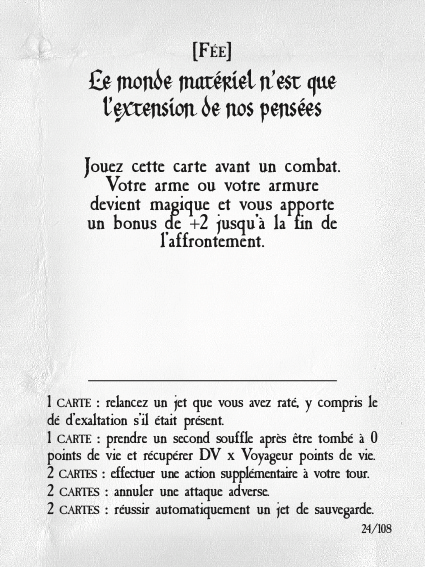 [Fée]
Le monde matériel n'est que
l'extension de nos pensées
Jouez cette carte avant un combat.
Votre arme ou votre armure
devient magique et vous apporte
un bonus de +2 jusqu'à la fin de
l'affrontement.
1 carte : relancez un jet que vous avez raté, y compris le
dé d'exaltation s'il était présent.
1 carte : prendre un second souffle après être tombé à 0
points de vie et récupérer DV x Voyageur points de vie.
2 cartes : effectuer une action supplémentaire à votre tour.
2 cartes : annuler une attaque adverse.
2 cartes : réussir automatiquement un jet de sauvegarde.
24/108